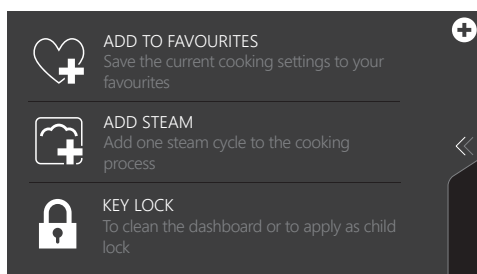 ADD TO FAVOURITES
Save the current cooking settings to your
favourites
ADD STEAM
Add one steam cycle to the cooking
process
KEY LOCK
To clean the dashboard or to apply as child
lock